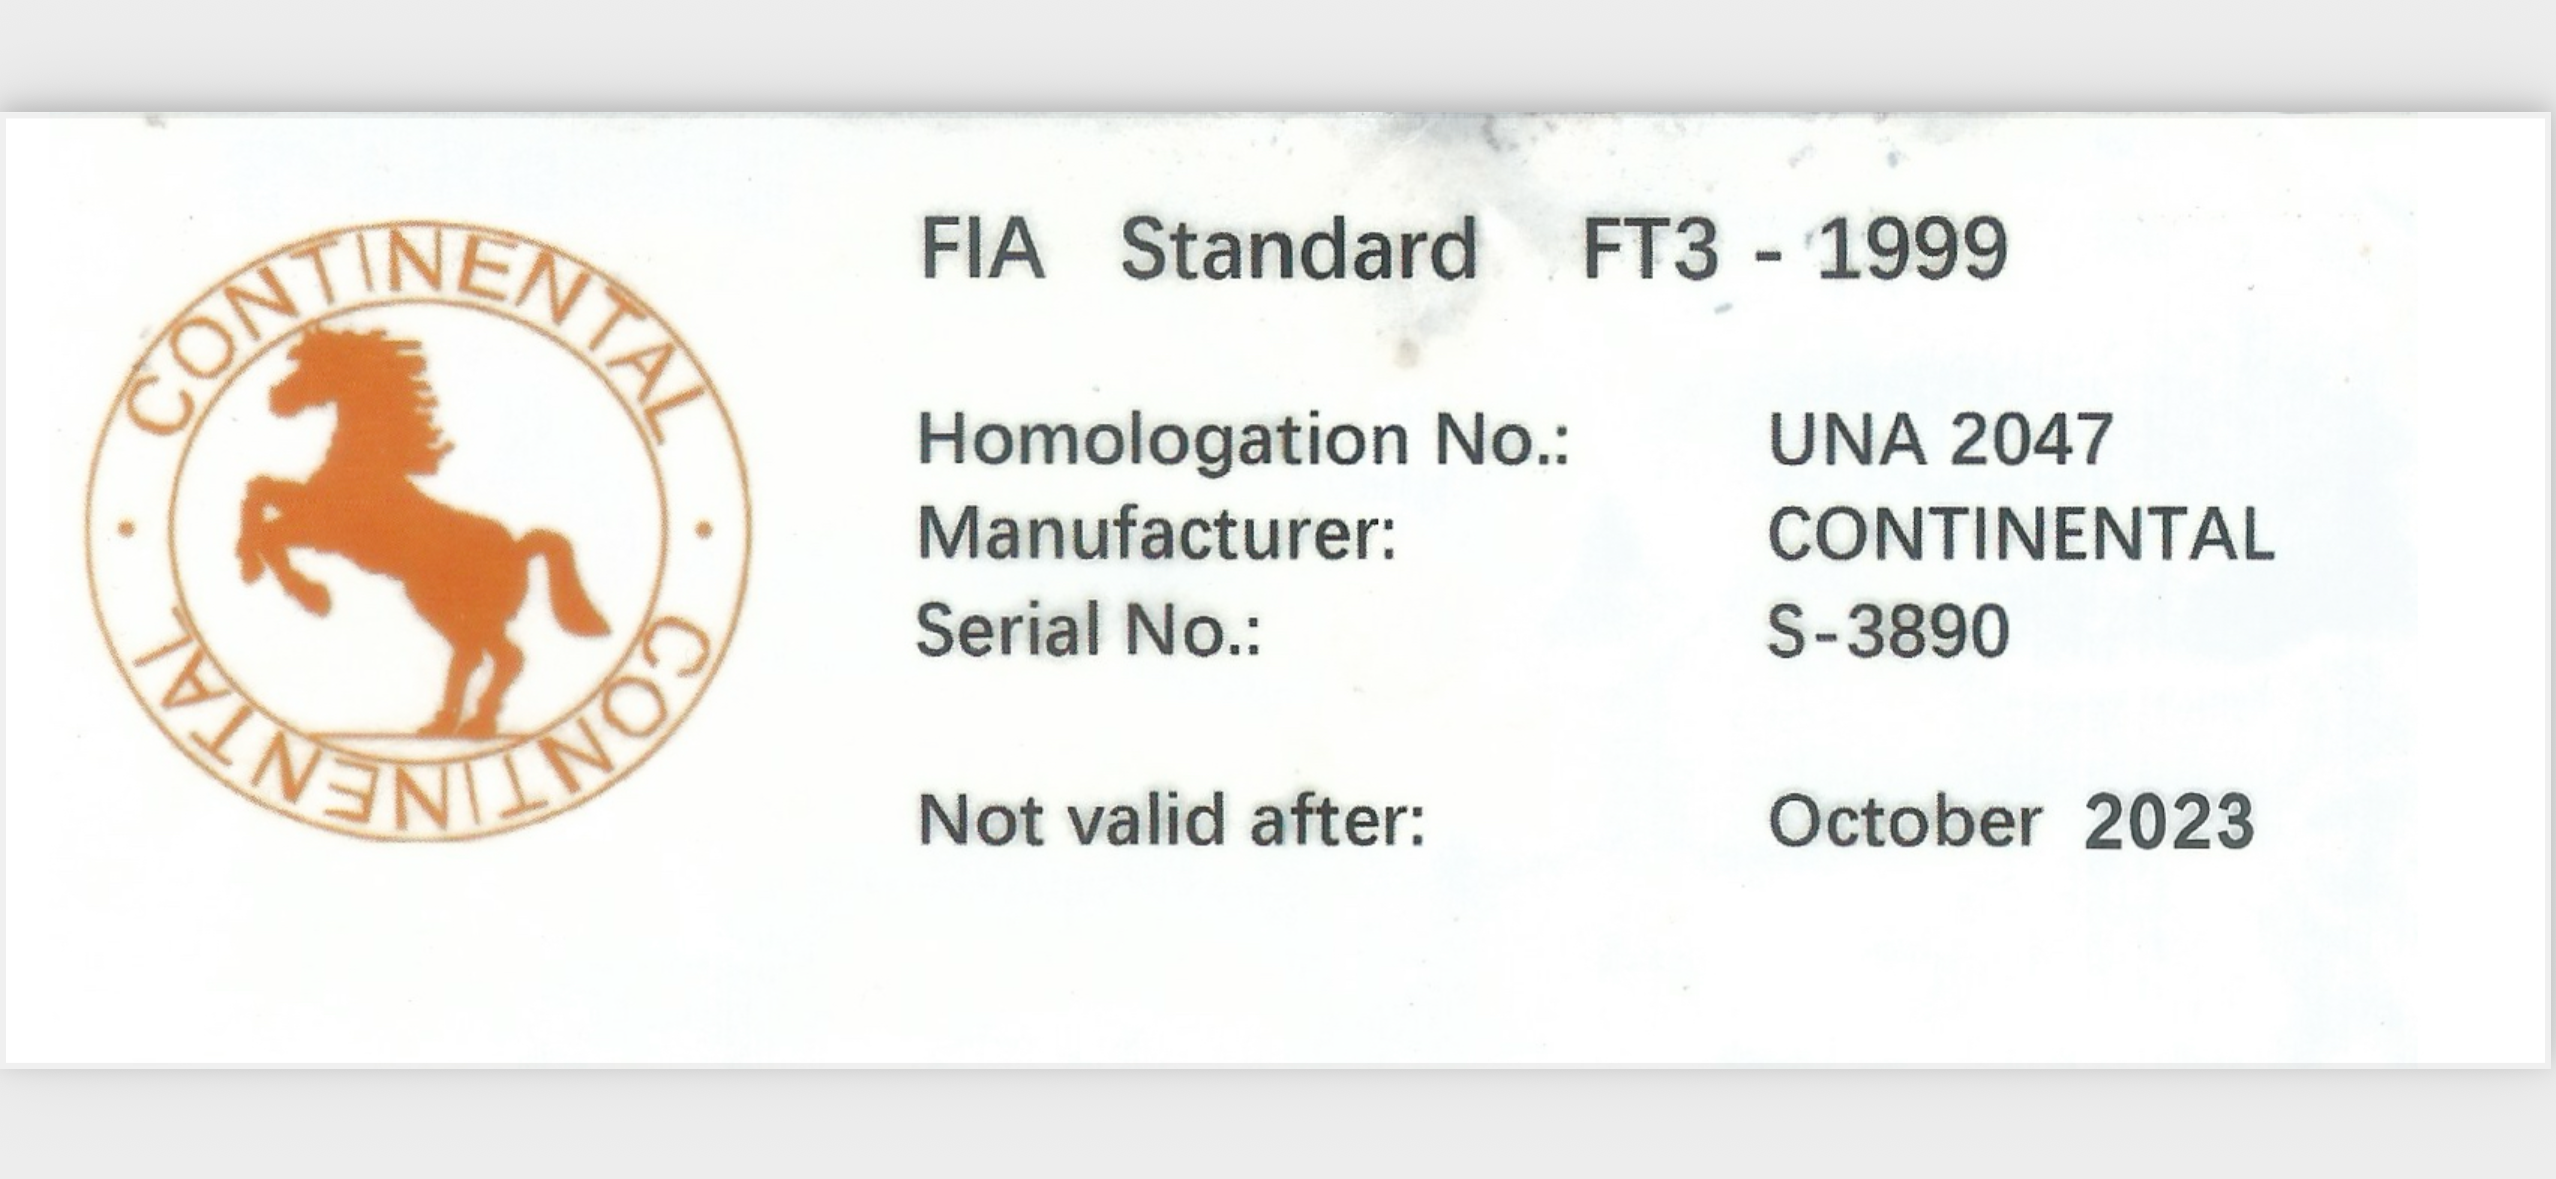 CONTINENTAL · CONTINENTAL ·
FIA Standard FT3 - 1999
Homologation No.: UNA 2047
Manufacturer: CONTINENTAL
Serial No.: S-3890
Not valid after: October 2023